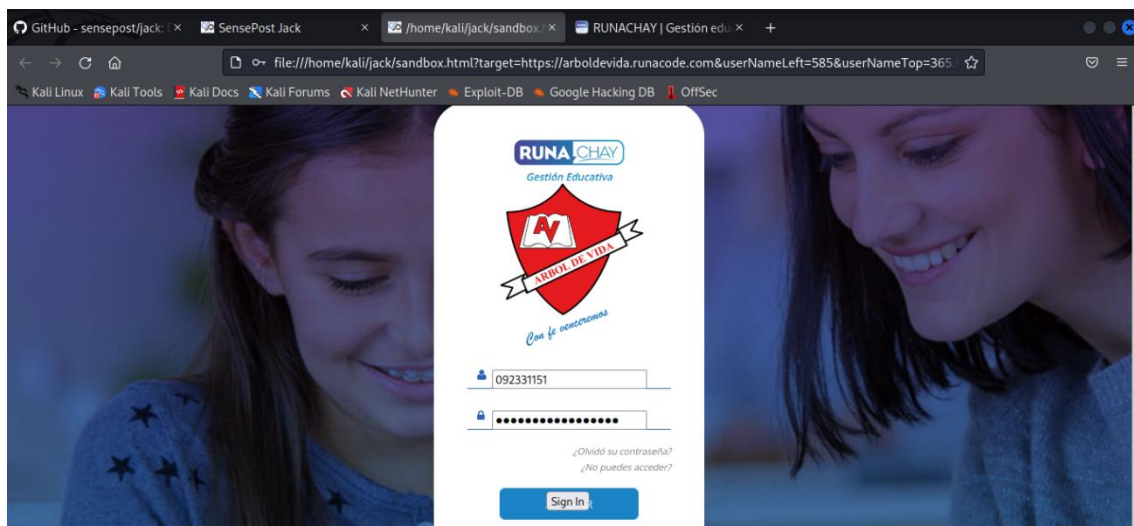 GitHub - sensepost/jack: D
SensePost Jack
/home/kali/jack/sandbox.h
RUNACHAY | Gestión edu
file:///home/kali/jack/sandbox.html?target=https://arboldevida.runacode.com&userNameLeft=585&userNameTop=365.
Kali Linux Kali Tools Kali Docs Kali Forums Kali NetHunter Exploit-DB Google Hacking DB OffSec
RUNACHAY
Gestión Educativa
AV
ARBOL DE VIDA
Con fe venceremos
092331151
¿Olvidó su contraseña?
¿No puedes acceder?
Sign In